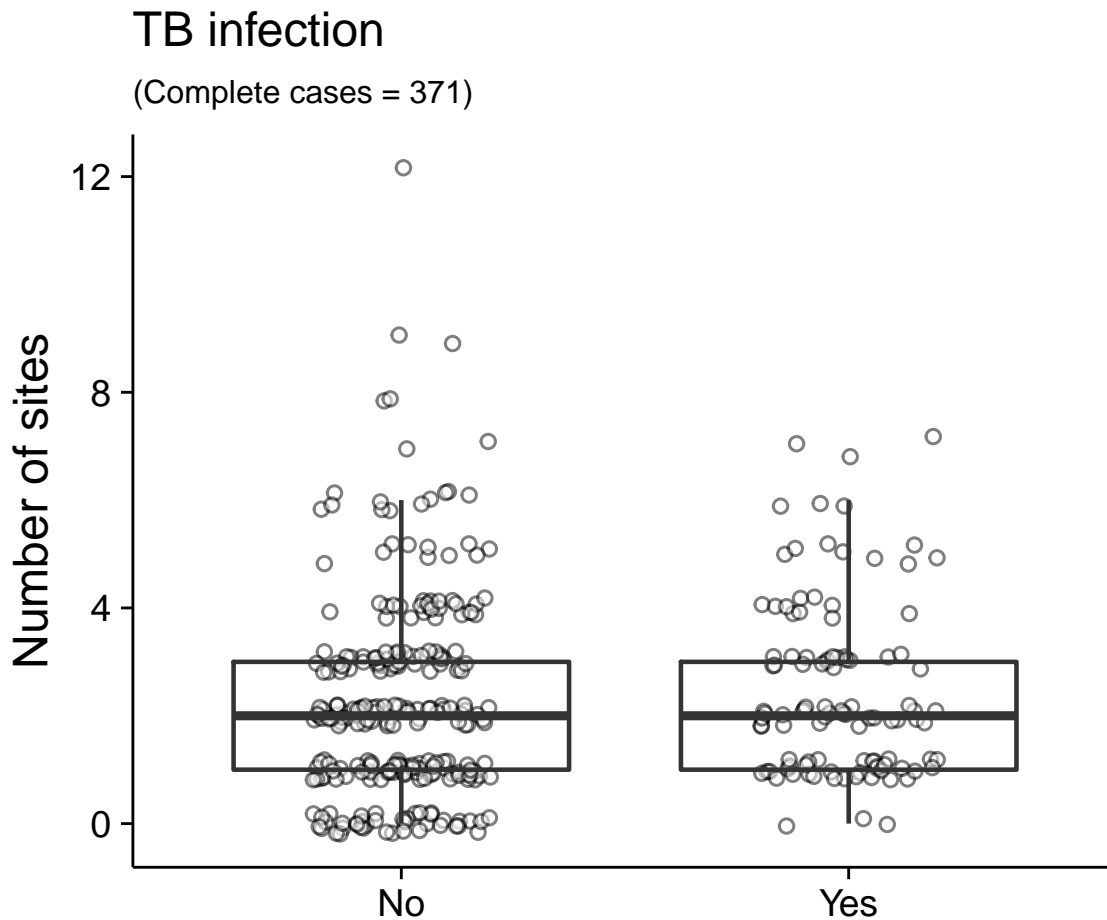 TB infection
(Complete cases = 371)
12
8
4
0
Number of sites
No
Yes